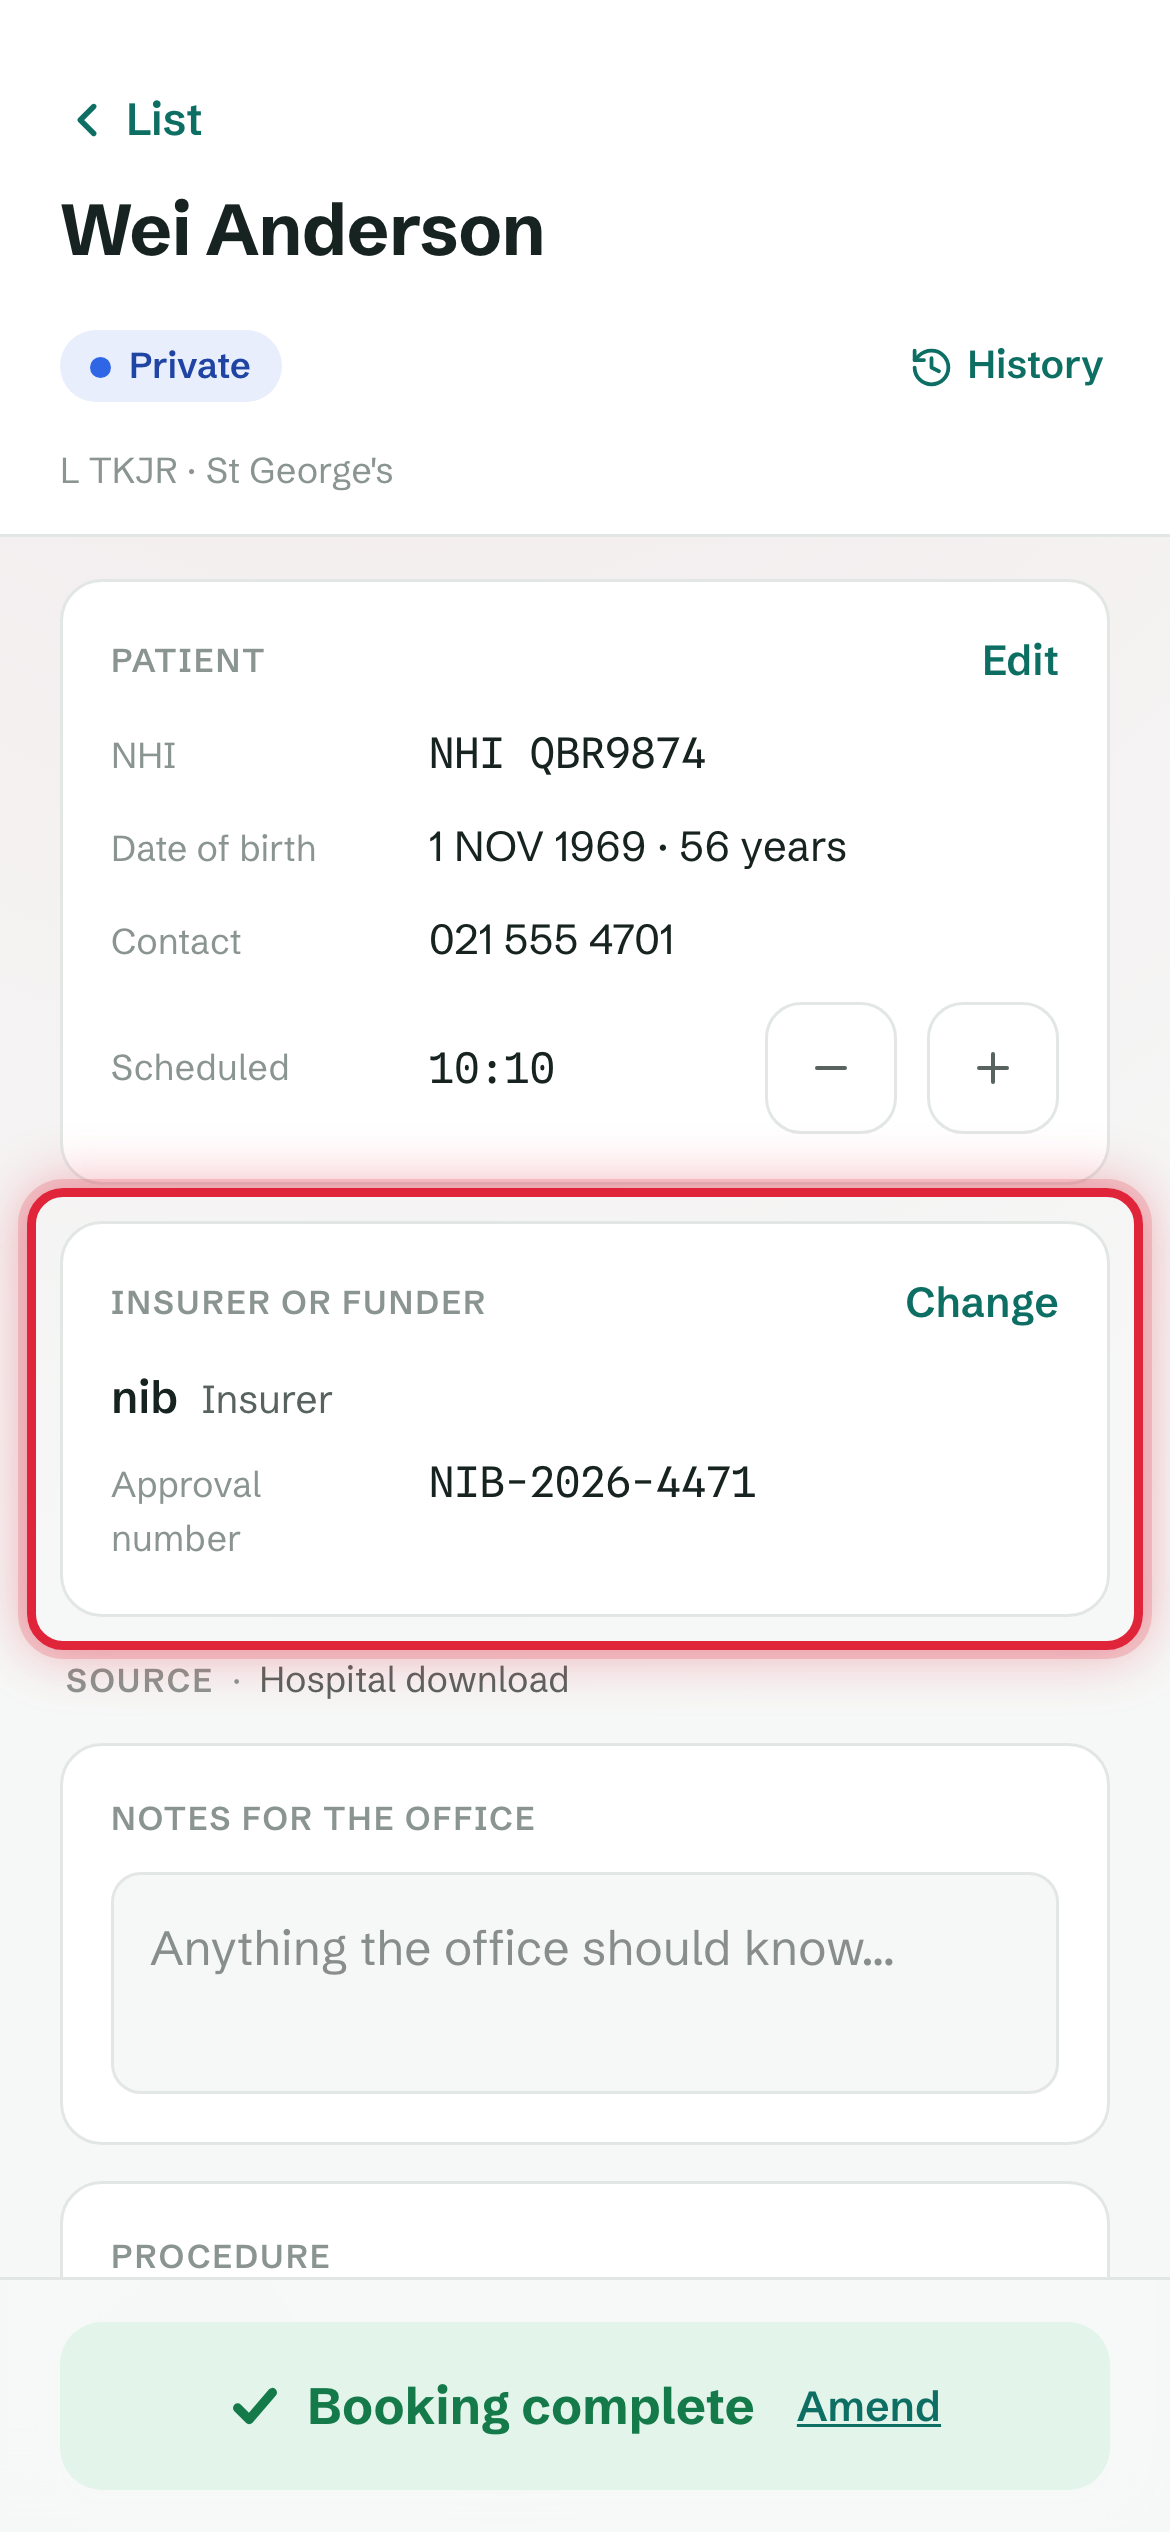 List
Wei Anderson
Private
History
L TKJR · St George's
PATIENT
Edit
NHI
NHI QBR9874
Date of birth
1 NOV 1969 · 56 years
Contact
021 555 4701
Scheduled
10:10
INSURER OR FUNDER
Change
nib Insurer
Approval
number
NIB-2026-4471
SOURCE · Hospital download
NOTES FOR THE OFFICE
Anything the office should know...
PROCEDURE
Booking complete
Amend